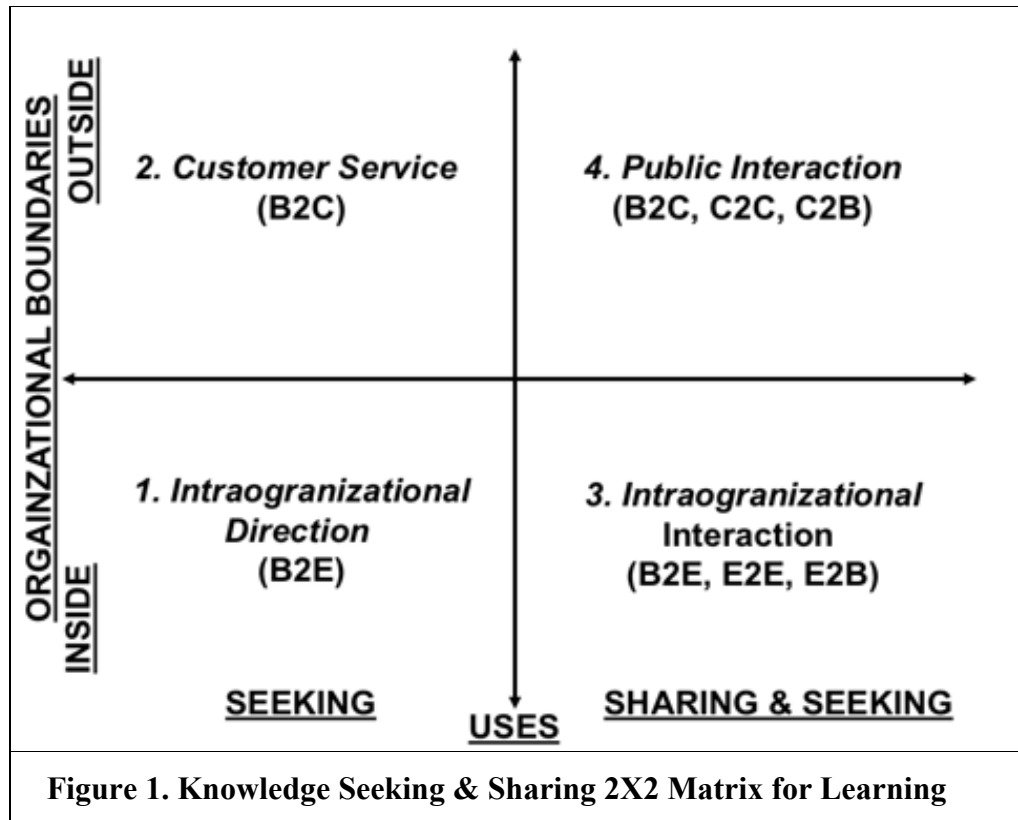 ORGAINZATIONAL BOUNDARIES
OUTSIDE
INSIDE
2. Customer Service
(B2C)
4. Public Interaction
(B2C, C2C, C2B)
1. Intraogranizational
Direction
(B2E)
3. Intraogranizational
Interaction
(B2E, E2E, E2B)
SEEKING
USES
SHARING & SEEKING
Figure 1. Knowledge Seeking & Sharing 2X2 Matrix for Learning